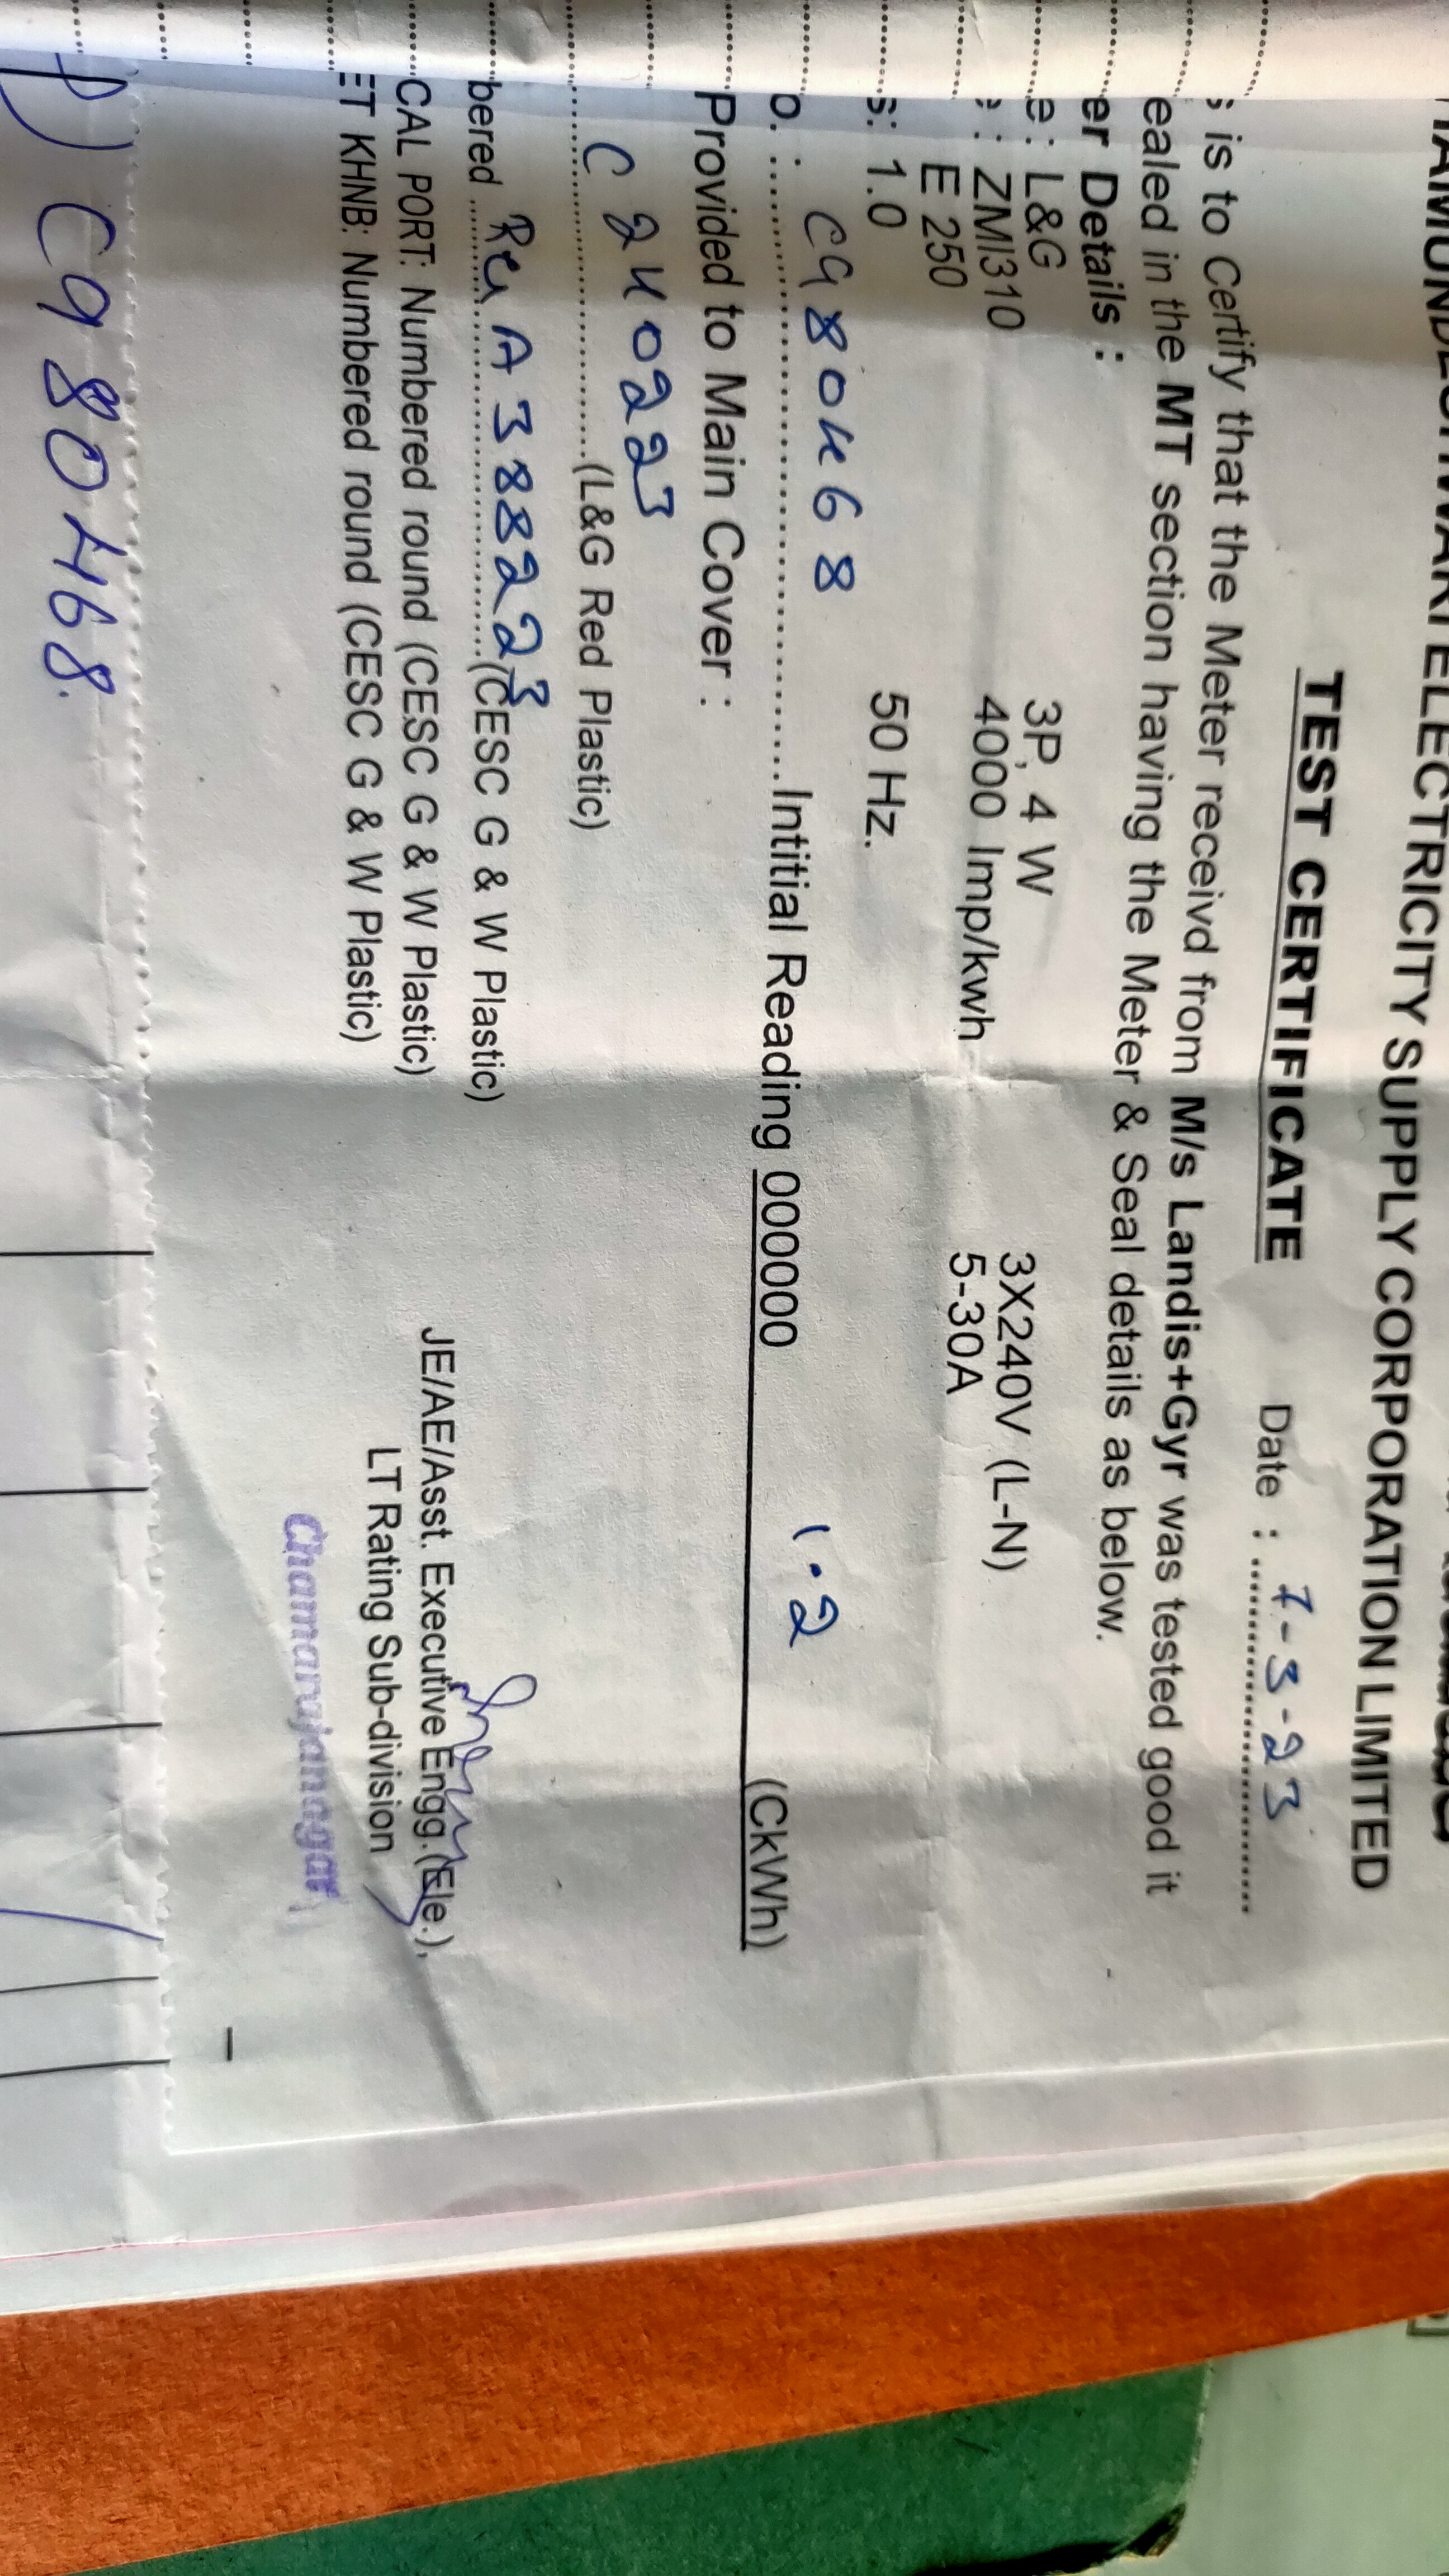 ELECTRICITY SUPPLY CORPORATION LIMITED
TEST CERTIFICATE
Date : 7-3-23
is to Certify that the Meter receivd from M/s Landis+Gyr was tested good it
ealed in the MT section having the Meter & Seal details as below.
er Details :
e : L&G 3P, 4 W 3X240V (L-N)
: ZMI310 4000 Imp/kwh 5-30A
E 250
s: 1.0 50 Hz.
o. : C980468 Intitial Reading 000000 1.2 (CkWh)
Provided to Main Cover :
C 240223 (L&G Red Plastic)
bered A388223 (CESC G & W Plastic)
CAL PORT: Numbered round (CESC G & W Plastic)
ET KHNB: Numbered round (CESC G & W Plastic)
JE/AE/Asst. Executive Engg.(Ele.),
LT Rating Sub-division
Chamarajanagar
C980468.